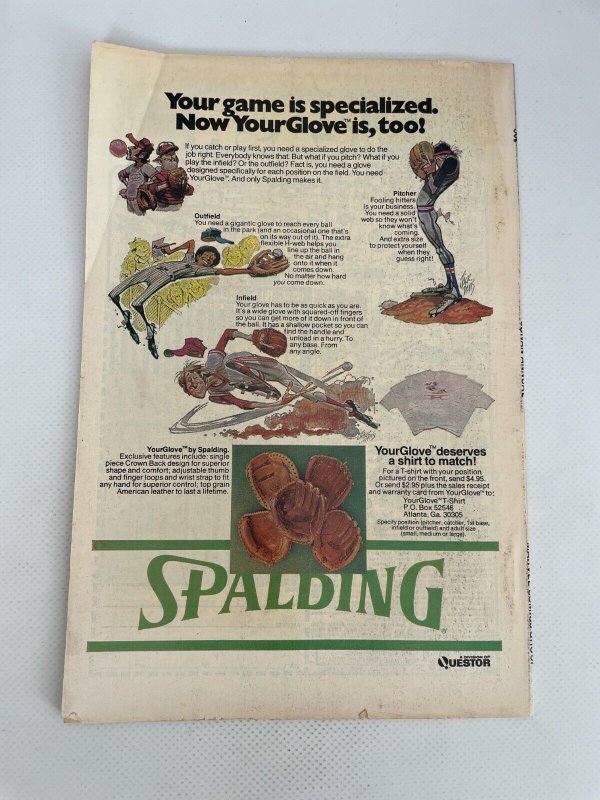 Your game is specialized.
Now YourGlove™ is, too!
If you catch or play first, you need a specialized glove to do the
job right. Everybody knows that. But what if you pitch? What if you
play the infield? Or the outfield? Fact is, you need a glove
designed specifically for each position on the field. You need
YourGlove™. And only Spalding makes it.
Pitcher
Fooling hitters
is your business.
You need a solid
web so they won't
know what's
coming.
And extra size
to protect yourself
when they
guess right!
Outfield
You need a gigantic glove to reach every ball
in the park (and an occasional one that's
on its way out of it). The extra
flexible H-web helps you
line up the ball in
the air and hang
onto it when it
comes down.
No matter how hard
you come down.
Infield
Your glove has to be as quick as you are.
It's a wide glove with squared-off fingers
so you can get more of it down in front of
the ball. It has a shallow pocket so you can
find the handle and
unload in a hurry. To
any base. From
any angle.
YourGlove™ by Spalding.
Exclusive features include: single
piece Crown Back design for superior
shape and comfort; adjustable thumb
and finger loops and wrist strap to fit
any hand for superior control; top grain
American leather to last a lifetime.
YourGlove™ deserves
a shirt to match!
For a T-shirt with your position
pictured on the front, send $4.95.
Or send $2.95 plus the sales receipt
and warranty card from YourGlove™ to:
YourGlove™ T-Shirt
P.O. Box 52546
Atlanta, Ga. 30305
Specify position (pitcher, catcher, 1st base,
infield or outfield) and adult size
(small, medium or large).
SPALDING®
A DIVISION OF
QUESTOR